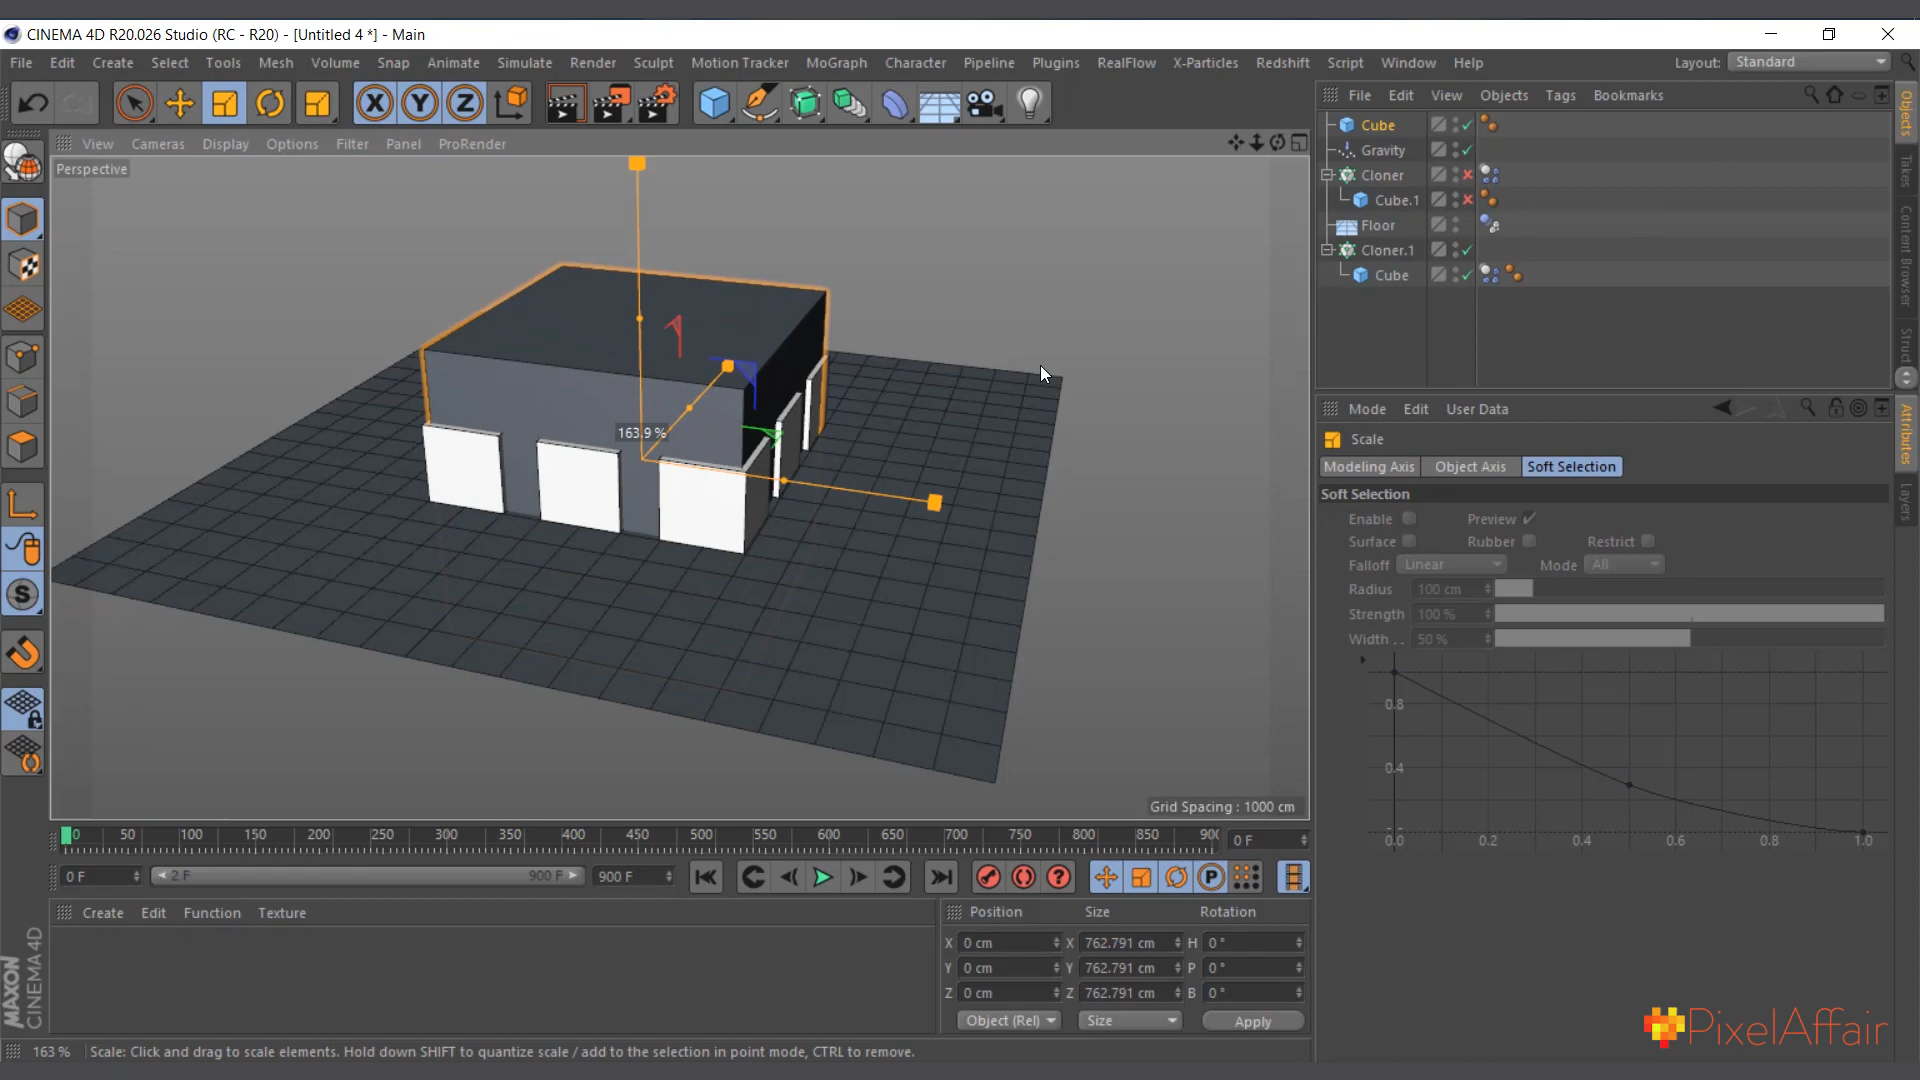 CINEMA 4D R20.026 Studio (RC - R20) - [Untitled 4 *] - Main
File Edit Create Select Tools Mesh Volume Snap Animate Simulate Render Sculpt Motion Tracker MoGraph Character Pipeline Plugins RealFlow X-Particles Redshift Script Window Help Layout: Standard
X Y Z
File Edit View Objects Tags Bookmarks
View Cameras Display Options Filter Panel ProRender
Perspective
Cube
Gravity
Cloner
Cube.1
Floor
Cloner.1
Cube
Objects
Takes
Content Browser
Struct
163.9 %
Mode Edit User Data
Scale
Modeling Axis Object Axis Soft Selection
Soft Selection
Enable Preview
Surface Rubber Restrict
Falloff Linear Mode All
Radius 100 cm
Strength 100 %
Width . . 50 %
0.8
0.4
0.0 0.2 0.4 0.6 0.8 1.0
Attributes
Layers
S
Grid Spacing : 1000 cm
0 50 100 150 200 250 300 350 400 450 500 550 600 650 700 750 800 850 90 0 F
0 F 2 F 900 F 900 F
? P
Create Edit Function Texture
Position Size Rotation
X 0 cm X 762.791 cm H 0 °
Y 0 cm Y 762.791 cm P 0 °
Z 0 cm Z 762.791 cm B 0 °
Object (Rel) Size Apply
MAXON
CINEMA 4D
PixelAffair
163 % Scale: Click and drag to scale elements. Hold down SHIFT to quantize scale / add to the selection in point mode, CTRL to remove.